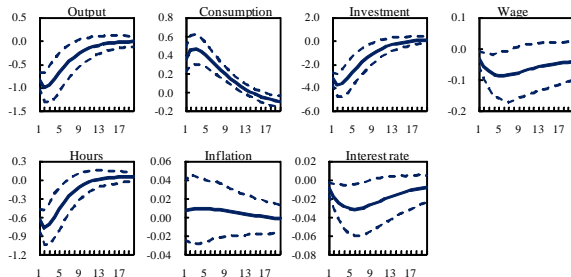 Output
0.5
0.0
-0.5
-1.0
-1.5
1 5 9 13 17
Consumption
0.8
0.6
0.4
0.2
0.0
-0.2
1 5 9 13 17
Investment
2.0
0.0
-2.0
-4.0
-6.0
1 5 9 13 17
Wage
0.1
0.0
-0.1
-0.2
1 5 9 13 17
Hours
0.3
0.0
-0.3
-0.6
-0.9
-1.2
1 5 9 13 17
Inflation
0.06
0.04
0.02
0.00
-0.02
-0.04
1 5 9 13 17
Interest rate
0.02
0.00
-0.02
-0.04
-0.06
-0.08
1 5 9 13 17